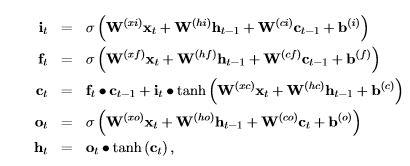 i_t = σ ( W^{(xi)} x_t + W^{(hi)} h_{t−1} + W^{(ci)} c_{t−1} + b^{(i)} )
f_t = σ ( W^{(xf)} x_t + W^{(hf)} h_{t−1} + W^{(cf)} c_{t−1} + b^{(f)} )
c_t = f_t • c_{t−1} + i_t • tanh ( W^{(xc)} x_t + W^{(hc)} h_{t−1} + b^{(c)} )
o_t = σ ( W^{(xo)} x_t + W^{(ho)} h_{t−1} + W^{(co)} c_t + b^{(o)} )
h_t = o_t • tanh (c_t) ,